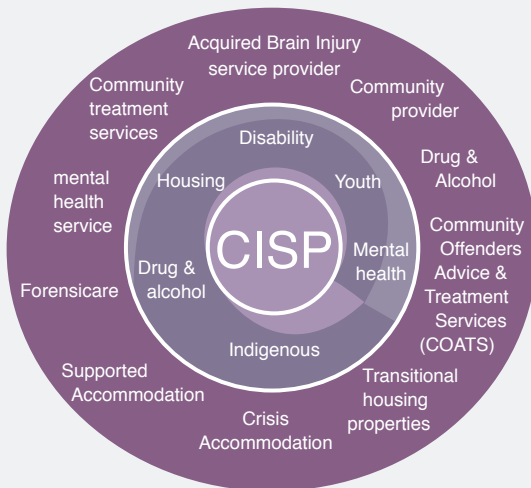 Acquired Brain Injury
service provider
Community
treatment
services
Community
provider
Disability
Drug &
Alcohol
mental
health
service
Housing
Youth
CISP
Community
Offenders
Advice &
Treatment
Services
(COATS)
Mental
health
Drug &
alcohol
Forensicare
Indigenous
Supported
Accommodation
Transitional
housing
properties
Crisis
Accommodation